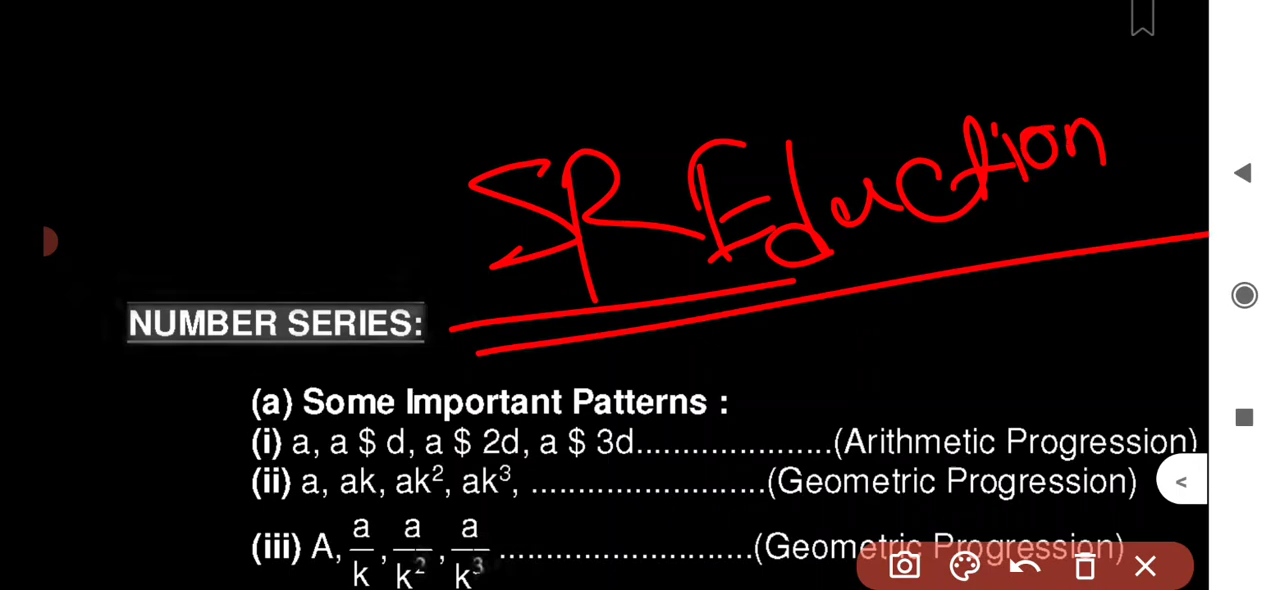 SR Eduction
NUMBER SERIES:
(a) Some Important Patterns :
(i) a, a $ d, a $ 2d, a $ 3d.....................(Arithmetic Progression)
(ii) a, ak, ak², ak³, .........................(Geometric Progression)
(iii) A, a/k, a/k², a/k³ ...........................(Geometric Progression)